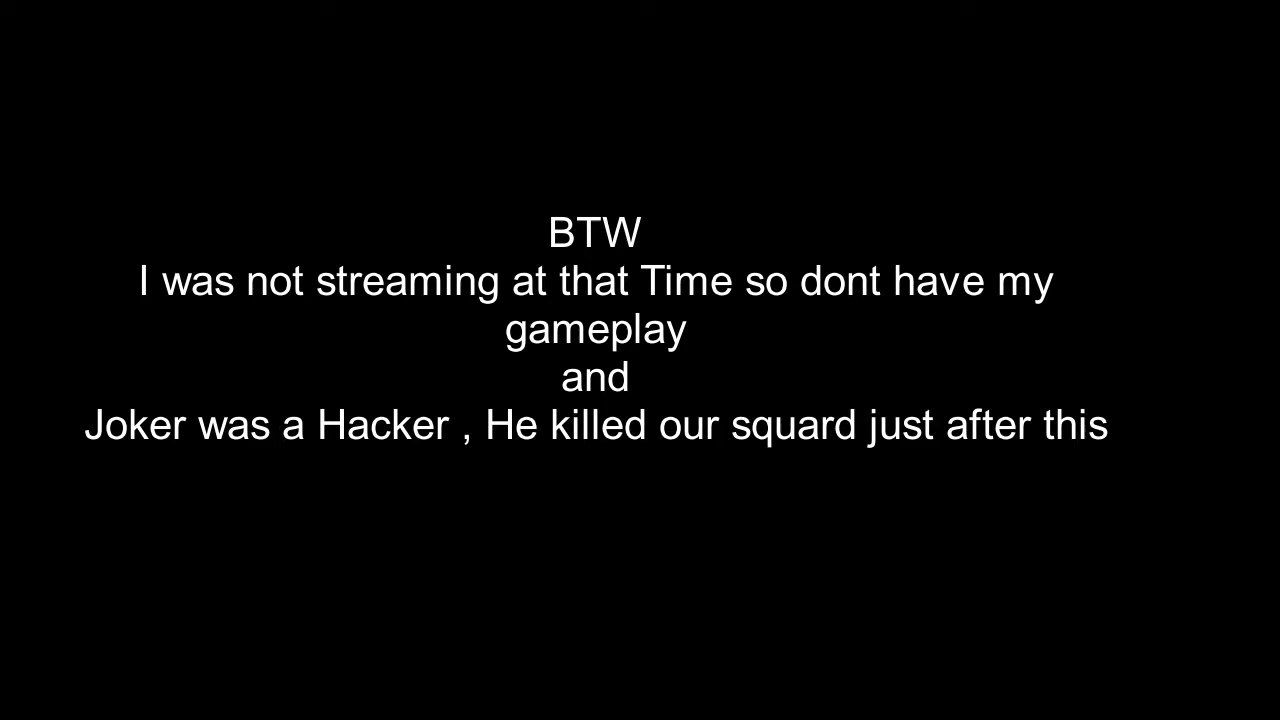 BTW
I was not streaming at that Time so dont have my
gameplay
and
Joker was a Hacker , He killed our squard just after this